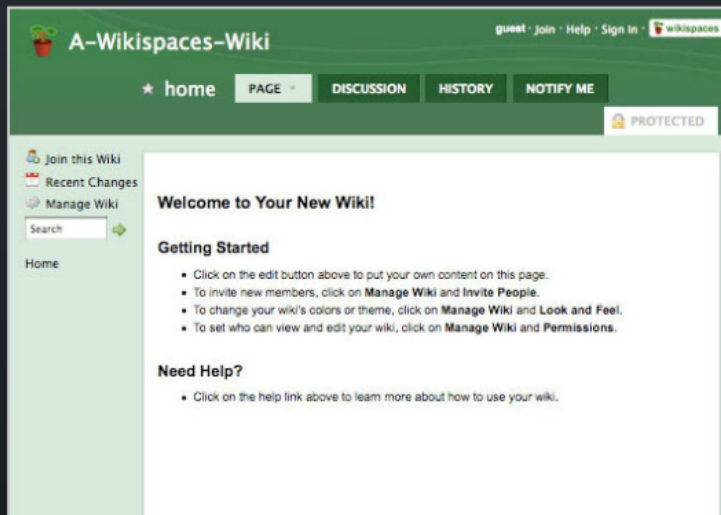 A-Wikispaces-Wiki
guest · Join · Help · Sign In · wikispaces
home PAGE DISCUSSION HISTORY NOTIFY ME
PROTECTED
Join this Wiki
Recent Changes
Manage Wiki
Search
Home
Welcome to Your New Wiki!
Getting Started
• Click on the edit button above to put your own content on this page.
• To invite new members, click on Manage Wiki and Invite People.
• To change your wiki's colors or theme, click on Manage Wiki and Look and Feel.
• To set who can view and edit your wiki, click on Manage Wiki and Permissions.
Need Help?
• Click on the help link above to learn more about how to use your wiki.